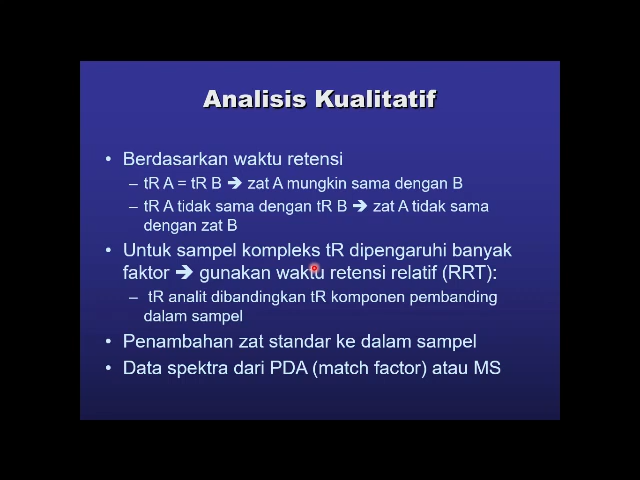 Analisis Kualitatif
• Berdasarkan waktu retensi
– tR A = tR B ➔ zat A mungkin sama dengan B
– tR A tidak sama dengan tR B ➔ zat A tidak sama
dengan zat B
• Untuk sampel kompleks tR dipengaruhi banyak
faktor ➔ gunakan waktu retensi relatif (RRT):
– tR analit dibandingkan tR komponen pembanding
dalam sampel
• Penambahan zat standar ke dalam sampel
• Data spektra dari PDA (match factor) atau MS